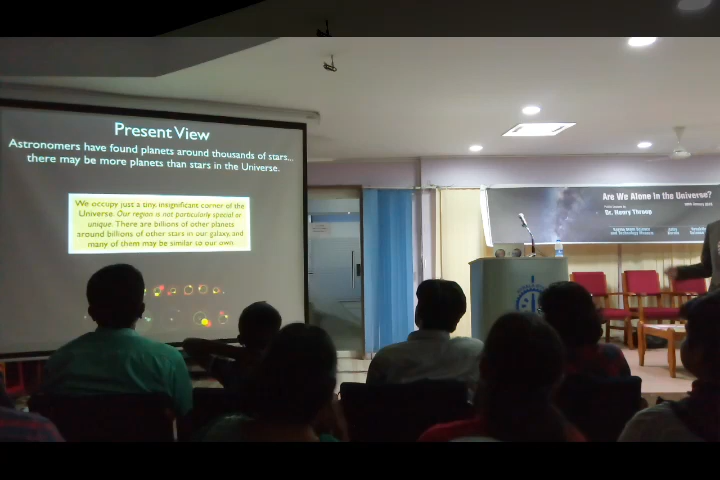 Present View
Astronomers have found planets around thousands of stars...
there may be more planets than stars in the Universe.
We occupy just a tiny, insignificant corner of the
Universe. Our region is not particularly special or
unique. There are billions of other planets
around billions of other stars in our galaxy, and
many of them may be similar to our own
Are We Alone in the Universe?
Dr. Henry Throop